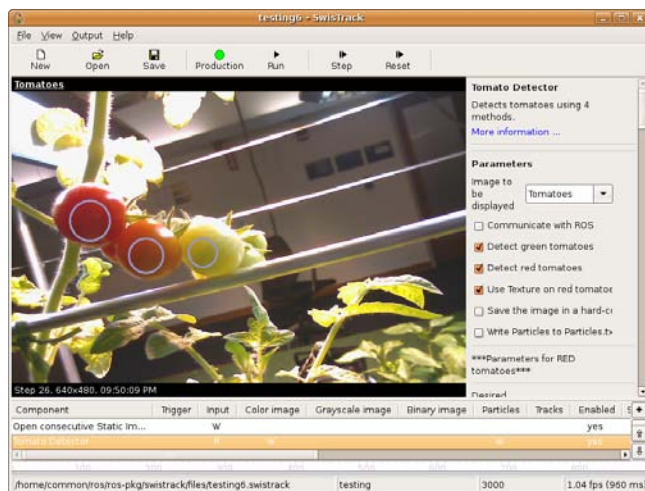 testing6 - SwisTrack
File View Output Help
New Open Save Production Run Step Reset
Tomatoes
Step 26, 640x480, 09:50:09 PM
Tomato Detector
Detects tomatoes using 4
methods.
More information ...
Parameters
Image to
be
displayed
Tomatoes
Communicate with ROS
Detect green tomatoes
Detect red tomatoes
Use Texture on red tomatoe
Save the image in a hard-c
Write Particles to Particles.t
***Parameters for RED
tomatoes***
Desired
Component Trigger Input Color image Grayscale image Binary image Particles Tracks Enabled S
Open consecutive Static Im... W yes
Tomato Detector R W W yes
/home/common/ros/ros-pkg/swistrack/files/testing6.swistrack testing 3000 1.04 fps (960 ms)